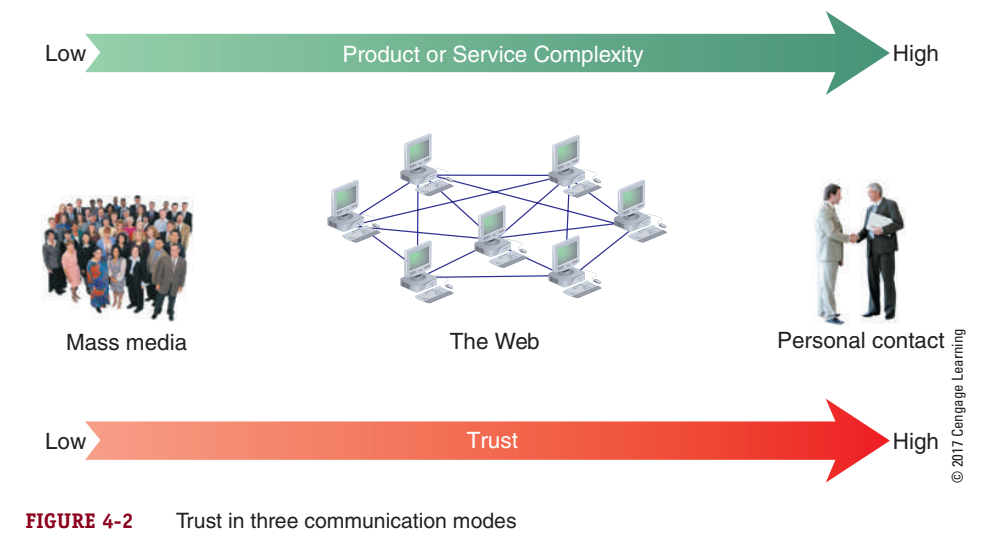 Low Product or Service Complexity High
Mass media
The Web
Personal contact
Low Trust High
© 2017 Cengage Learning
FIGURE 4-2 Trust in three communication modes